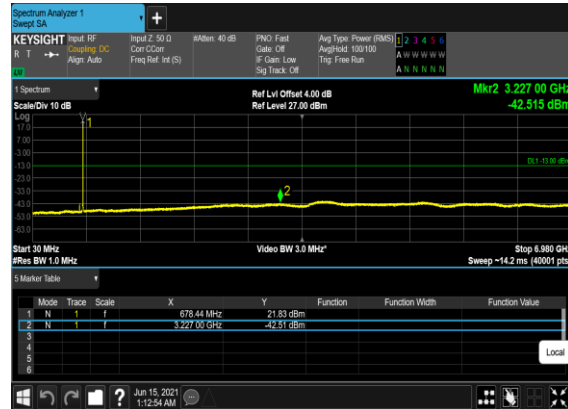 Spectrum Analyzer 1
Swept SA
+
KEYSIGHT Input: RF Input Z: 50 Ω #Atten: 40 dB PNO: Fast Avg Type: Power (RMS) 1 2 3 4 5 6
R T Coupling: DC Corr CCorr Gate: Off Avg|Hold: 100/100 A W W W W W
Align: Auto Freq Ref: Int (S) IF Gain: Low Trig: Free Run
LW Sig Track: Off A N N N N N
1 Spectrum Ref Lvl Offset 4.00 dB Mkr2 3.227 00 GHz
Scale/Div 10 dB Ref Level 27.00 dBm -42.515 dBm
Log
17.0 1
7.00
-3.00
-13.0 DL1 -13.00 dBm
-23.0
-33.0 2
-43.0
-53.0
-63.0
Start 30 MHz Video BW 3.0 MHz* Stop 6.980 GHz
#Res BW 1.0 MHz Sweep ~14.2 ms (40001 pts)
5 Marker Table
Mode Trace Scale X Y Function Function Width Function Value
1 N 1 f 678.44 MHz 21.83 dBm
2 N 1 f 3.227 00 GHz -42.51 dBm
3
4
5 Local
6
? Jun 15, 2021
1:12:54 AM